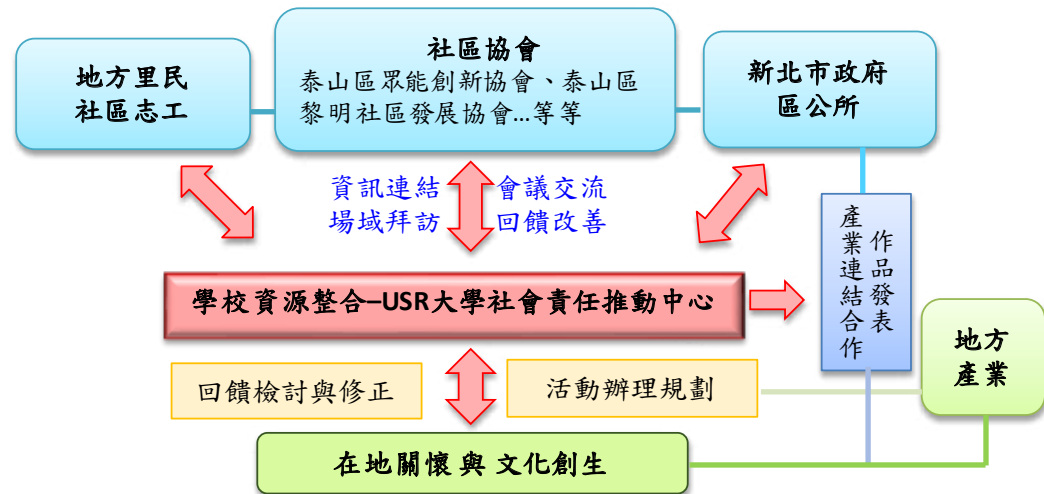 地方里民
社區志工
社區協會
泰山區眾能創新協會、泰山區
黎明社區發展協會...等等
新北市政府
區公所
資訊連結
場域拜訪
會議交流
回饋改善
作品發表
產業連結合作
學校資源整合–USR大學社會責任推動中心
地方
產業
回饋檢討與修正
活動辦理規劃
在地關懷與 文化創生